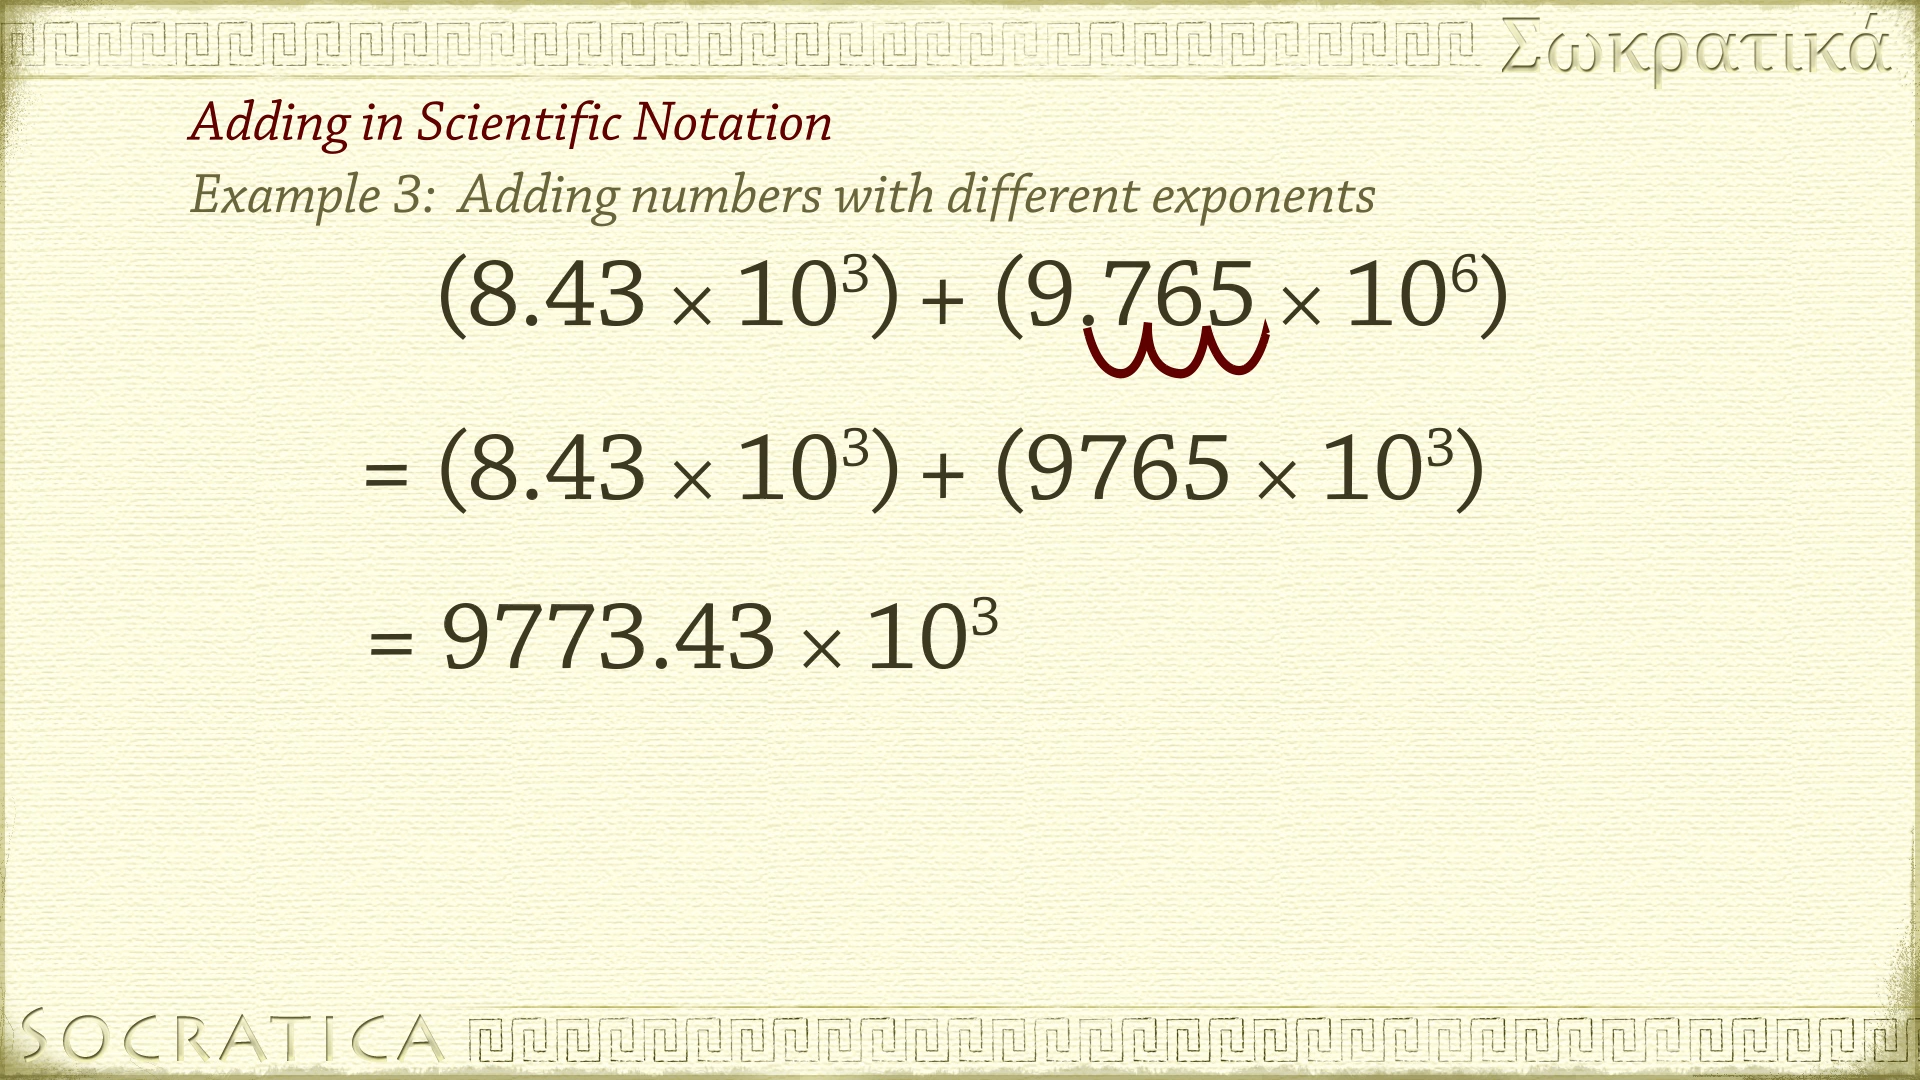 Σωκρατικά
Adding in Scientific Notation
Example 3: Adding numbers with different exponents
(8.43 × 10³) + (9.765 × 10⁶)
= (8.43 × 10³) + (9765 × 10³)
= 9773.43 × 10³
SOCRATICA